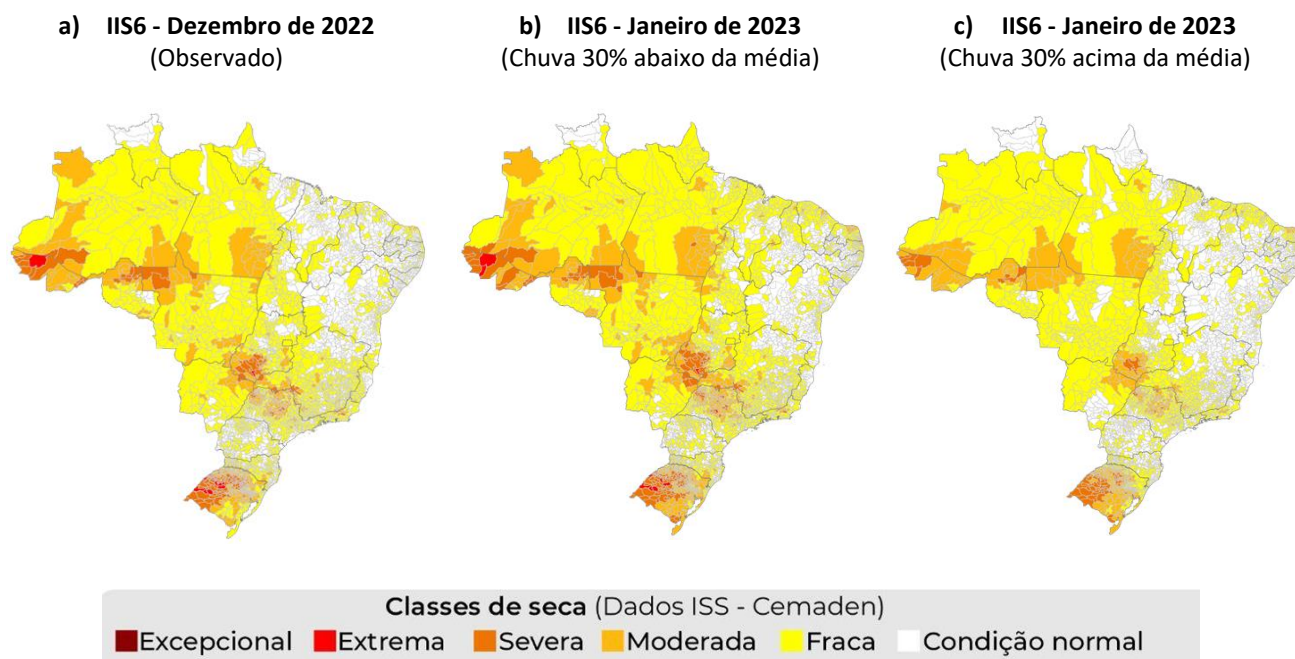 a) IIS6 - Dezembro de 2022
(Observado)
b) IIS6 - Janeiro de 2023
(Chuva 30% abaixo da média)
c) IIS6 - Janeiro de 2023
(Chuva 30% acima da média)
Classes de seca (Dados ISS - Cemaden)
Excepcional Extrema Severa Moderada Fraca Condição normal